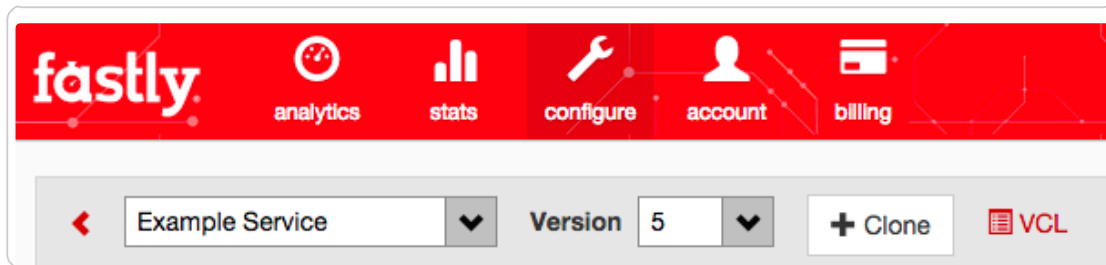 fastly
analytics stats configure account billing
Example Service Version 5 + Clone VCL